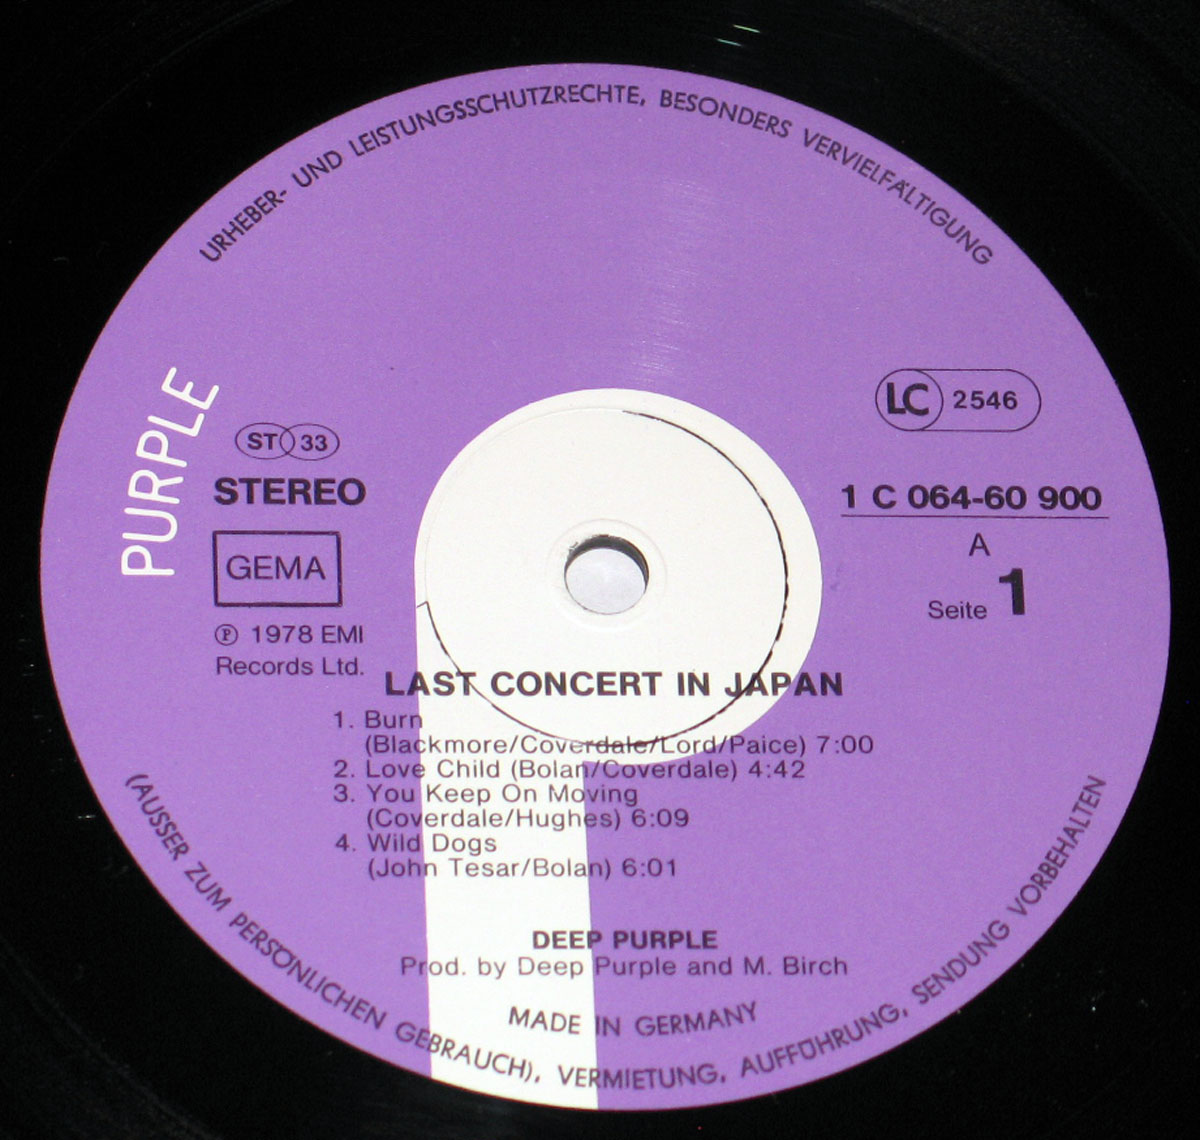 URHEBER- UND LEISTUNGSSCHUTZRECHTE, BESONDERS VERVIELFÄLTIGUNG
PURPLE
ST 33
STEREO
GEMA
℗ 1978 EMI
Records Ltd.
LC 2546
1 C 064-60 900
A
Seite 1
LAST CONCERT IN JAPAN
1. Burn
(Blackmore/Coverdale/Lord/Paice) 7:00
2. Love Child (Bolan/Coverdale) 4:42
3. You Keep On Moving
(Coverdale/Hughes) 6:09
4. Wild Dogs
(John Tesar/Bolan) 6:01
DEEP PURPLE
Prod. by Deep Purple and M. Birch
MADE IN GERMANY
(AUSSER ZUM PERSÖNLICHEN GEBRAUCH), VERMIETUNG, AUFFÜHRUNG, SENDUNG VORBEHALTEN